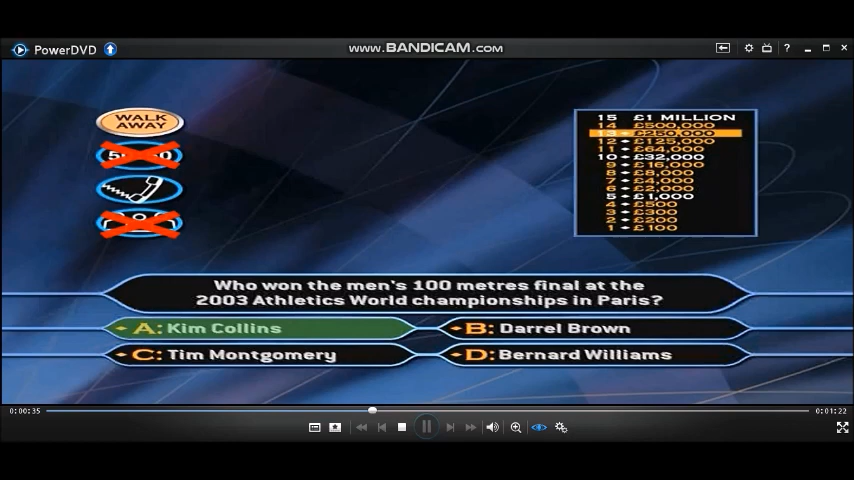 PowerDVD
www.BANDICAM.com
?
WALK
AWAY
15 £1 MILLION
14 £500,000
13 £250,000
12 £125,000
11 £64,000
10 £32,000
9 £16,000
8 £8,000
7 £4,000
6 £2,000
5 £1,000
4 £500
3 £300
2 £200
1 £100
Who won the men's 100 metres final at the
2003 Athletics World championships in Paris?
A: Kim Collins
B: Darrel Brown
C: Tim Montgomery
D: Bernard Williams
0:00:35
0:01:22